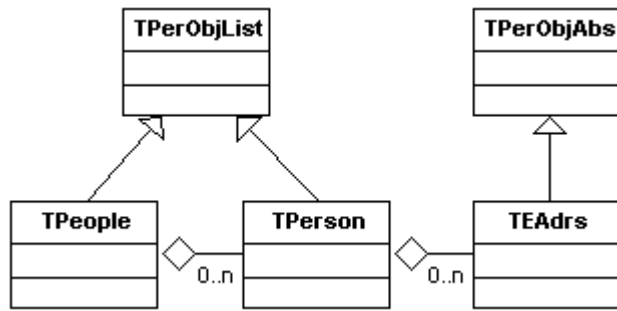 TPerObjList
TPerObjAbs
TPeople
TPerson
TEAdrs
0..n
0..n